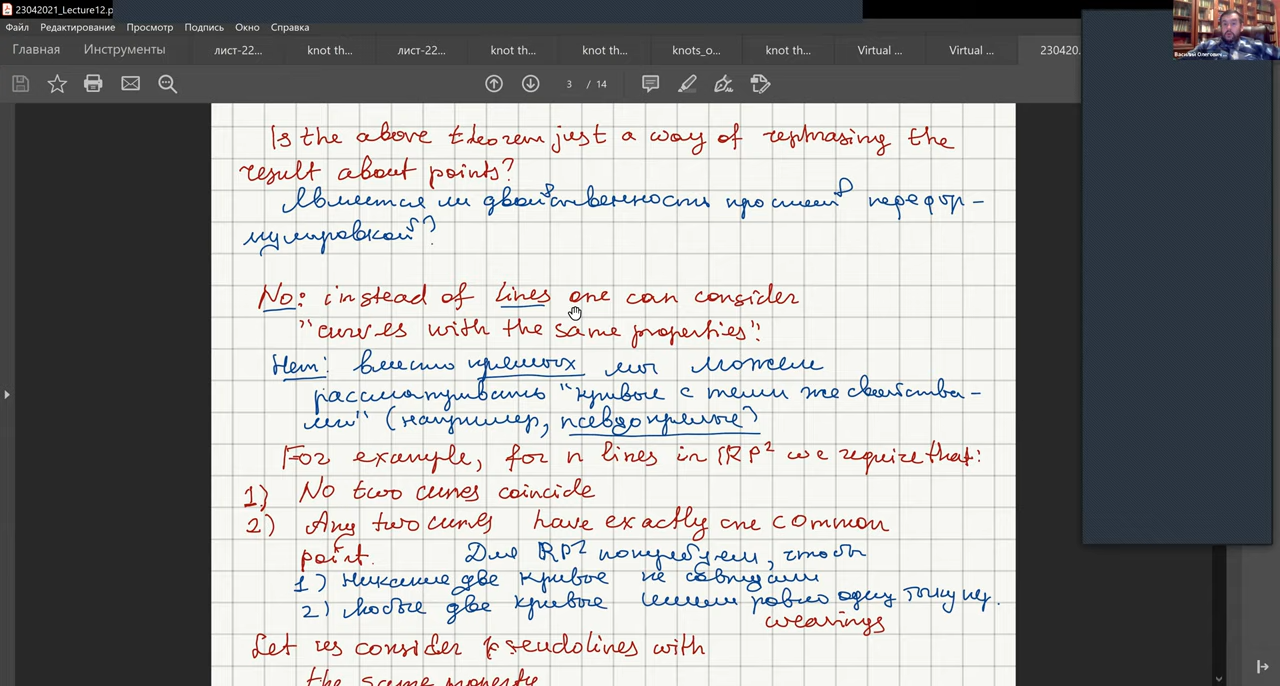 23042021_Lecture12.p
Файл Редактирование Просмотр Подпись Окно Справка
Главная Инструменты лист-22... knot th... лист-22... knot th... knot th... knots_o... knot th... Virtual ... Virtual ... 230420.
3 / 14
Is the above theorem just a way of rephrasing the
result about points?
Является ли двойственность простой перефор-
мулировкой?
No: instead of lines one can consider
"curves with the same properties":
Нет: вместо прямых мы можем
рассматривать "кривые с теми же свойства-
ми" (например, псевдопрямые)
For example, for n lines in RP² we require that:
1) No two curves coincide
2) Any two curves have exactly one common
point. Для RP² потребуем, чтобы
1) никакие две кривые не совпадали
2) любые две кривые имели ровно одну точку пер.
weavings
Let us consider pseudolines with
the same property